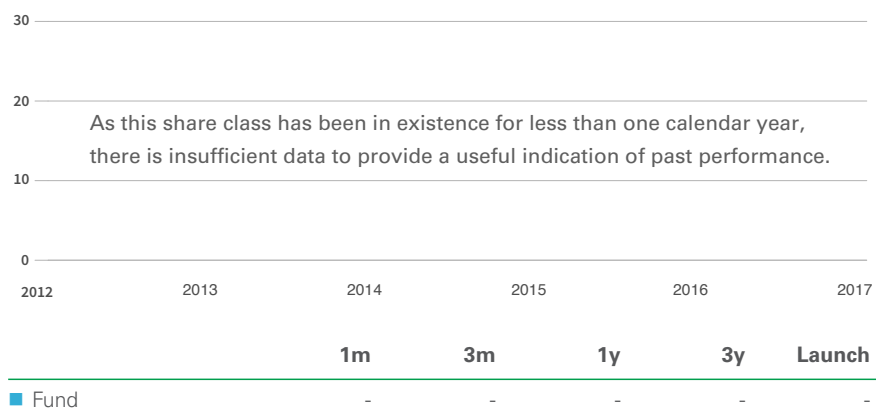 30
20
As this share class has been in existence for less than one calendar year,
there is insufficient data to provide a useful indication of past performance.
10
0
2012 2013 2014 2015 2016 2017
1m 3m 1y 3y Launch
Fund - - - - -